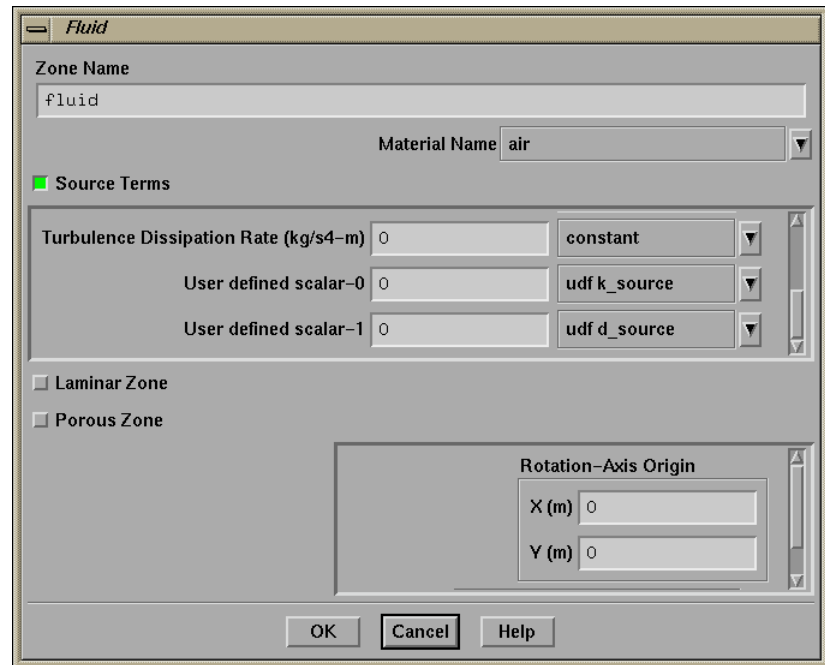 Fluid
Zone Name
fluid
Material Name air
Source Terms
Turbulence Dissipation Rate (kg/s4-m) 0 constant
User defined scalar-0 0 udf k_source
User defined scalar-1 0 udf d_source
Laminar Zone
Porous Zone
Rotation-Axis Origin
X (m) 0
Y (m) 0
OK Cancel Help